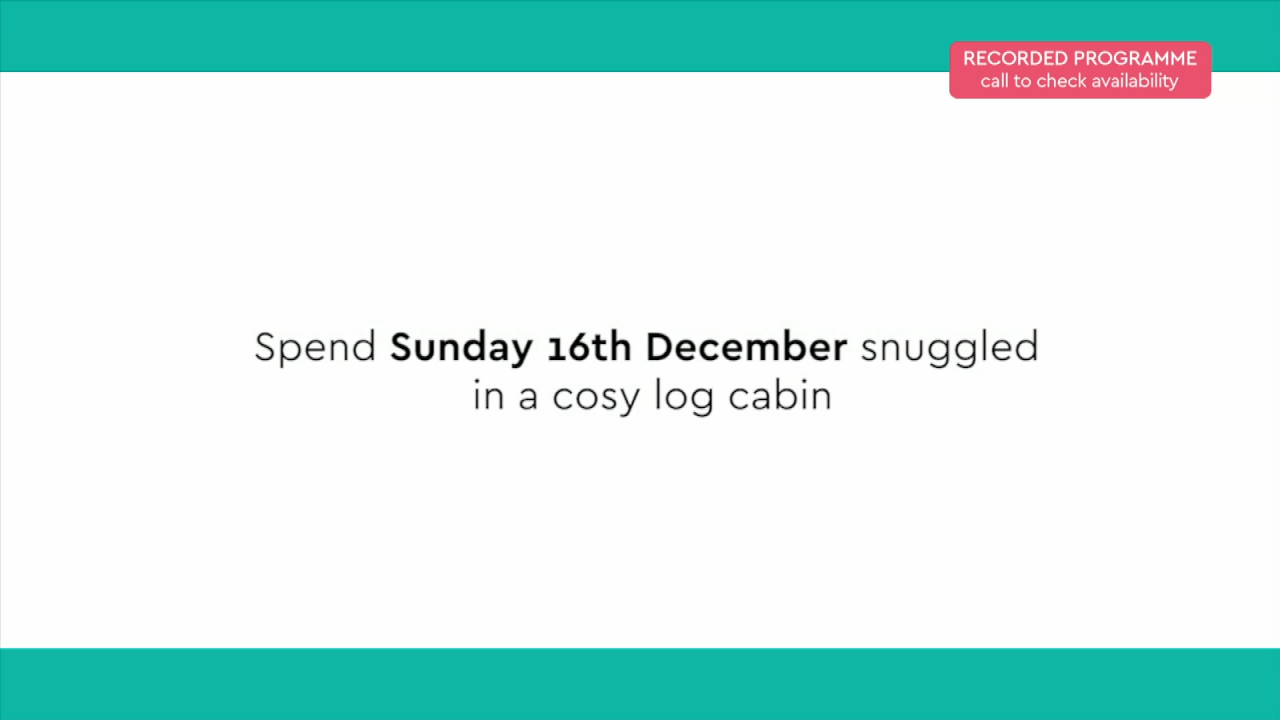 RECORDED PROGRAMME
call to check availability
Spend Sunday 16th December snuggled
in a cosy log cabin